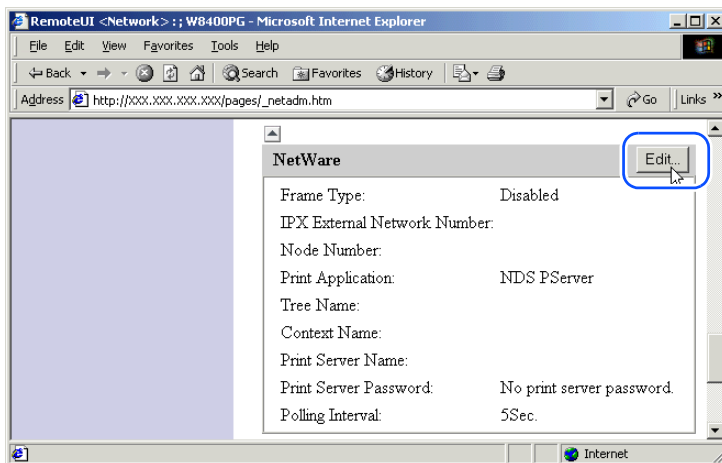 RemoteUI <Network> : ; W8400PG - Microsoft Internet Explorer
File Edit View Favorites Tools Help
Back Search Favorites History
Address http://XXX.XXX.XXX.XXX/pages/_netadm.htm Go Links »
NetWare Edit...
Frame Type: Disabled
IPX External Network Number:
Node Number:
Print Application: NDS PServer
Tree Name:
Context Name:
Print Server Name:
Print Server Password: No print server password.
Polling Interval: 5Sec.
Internet